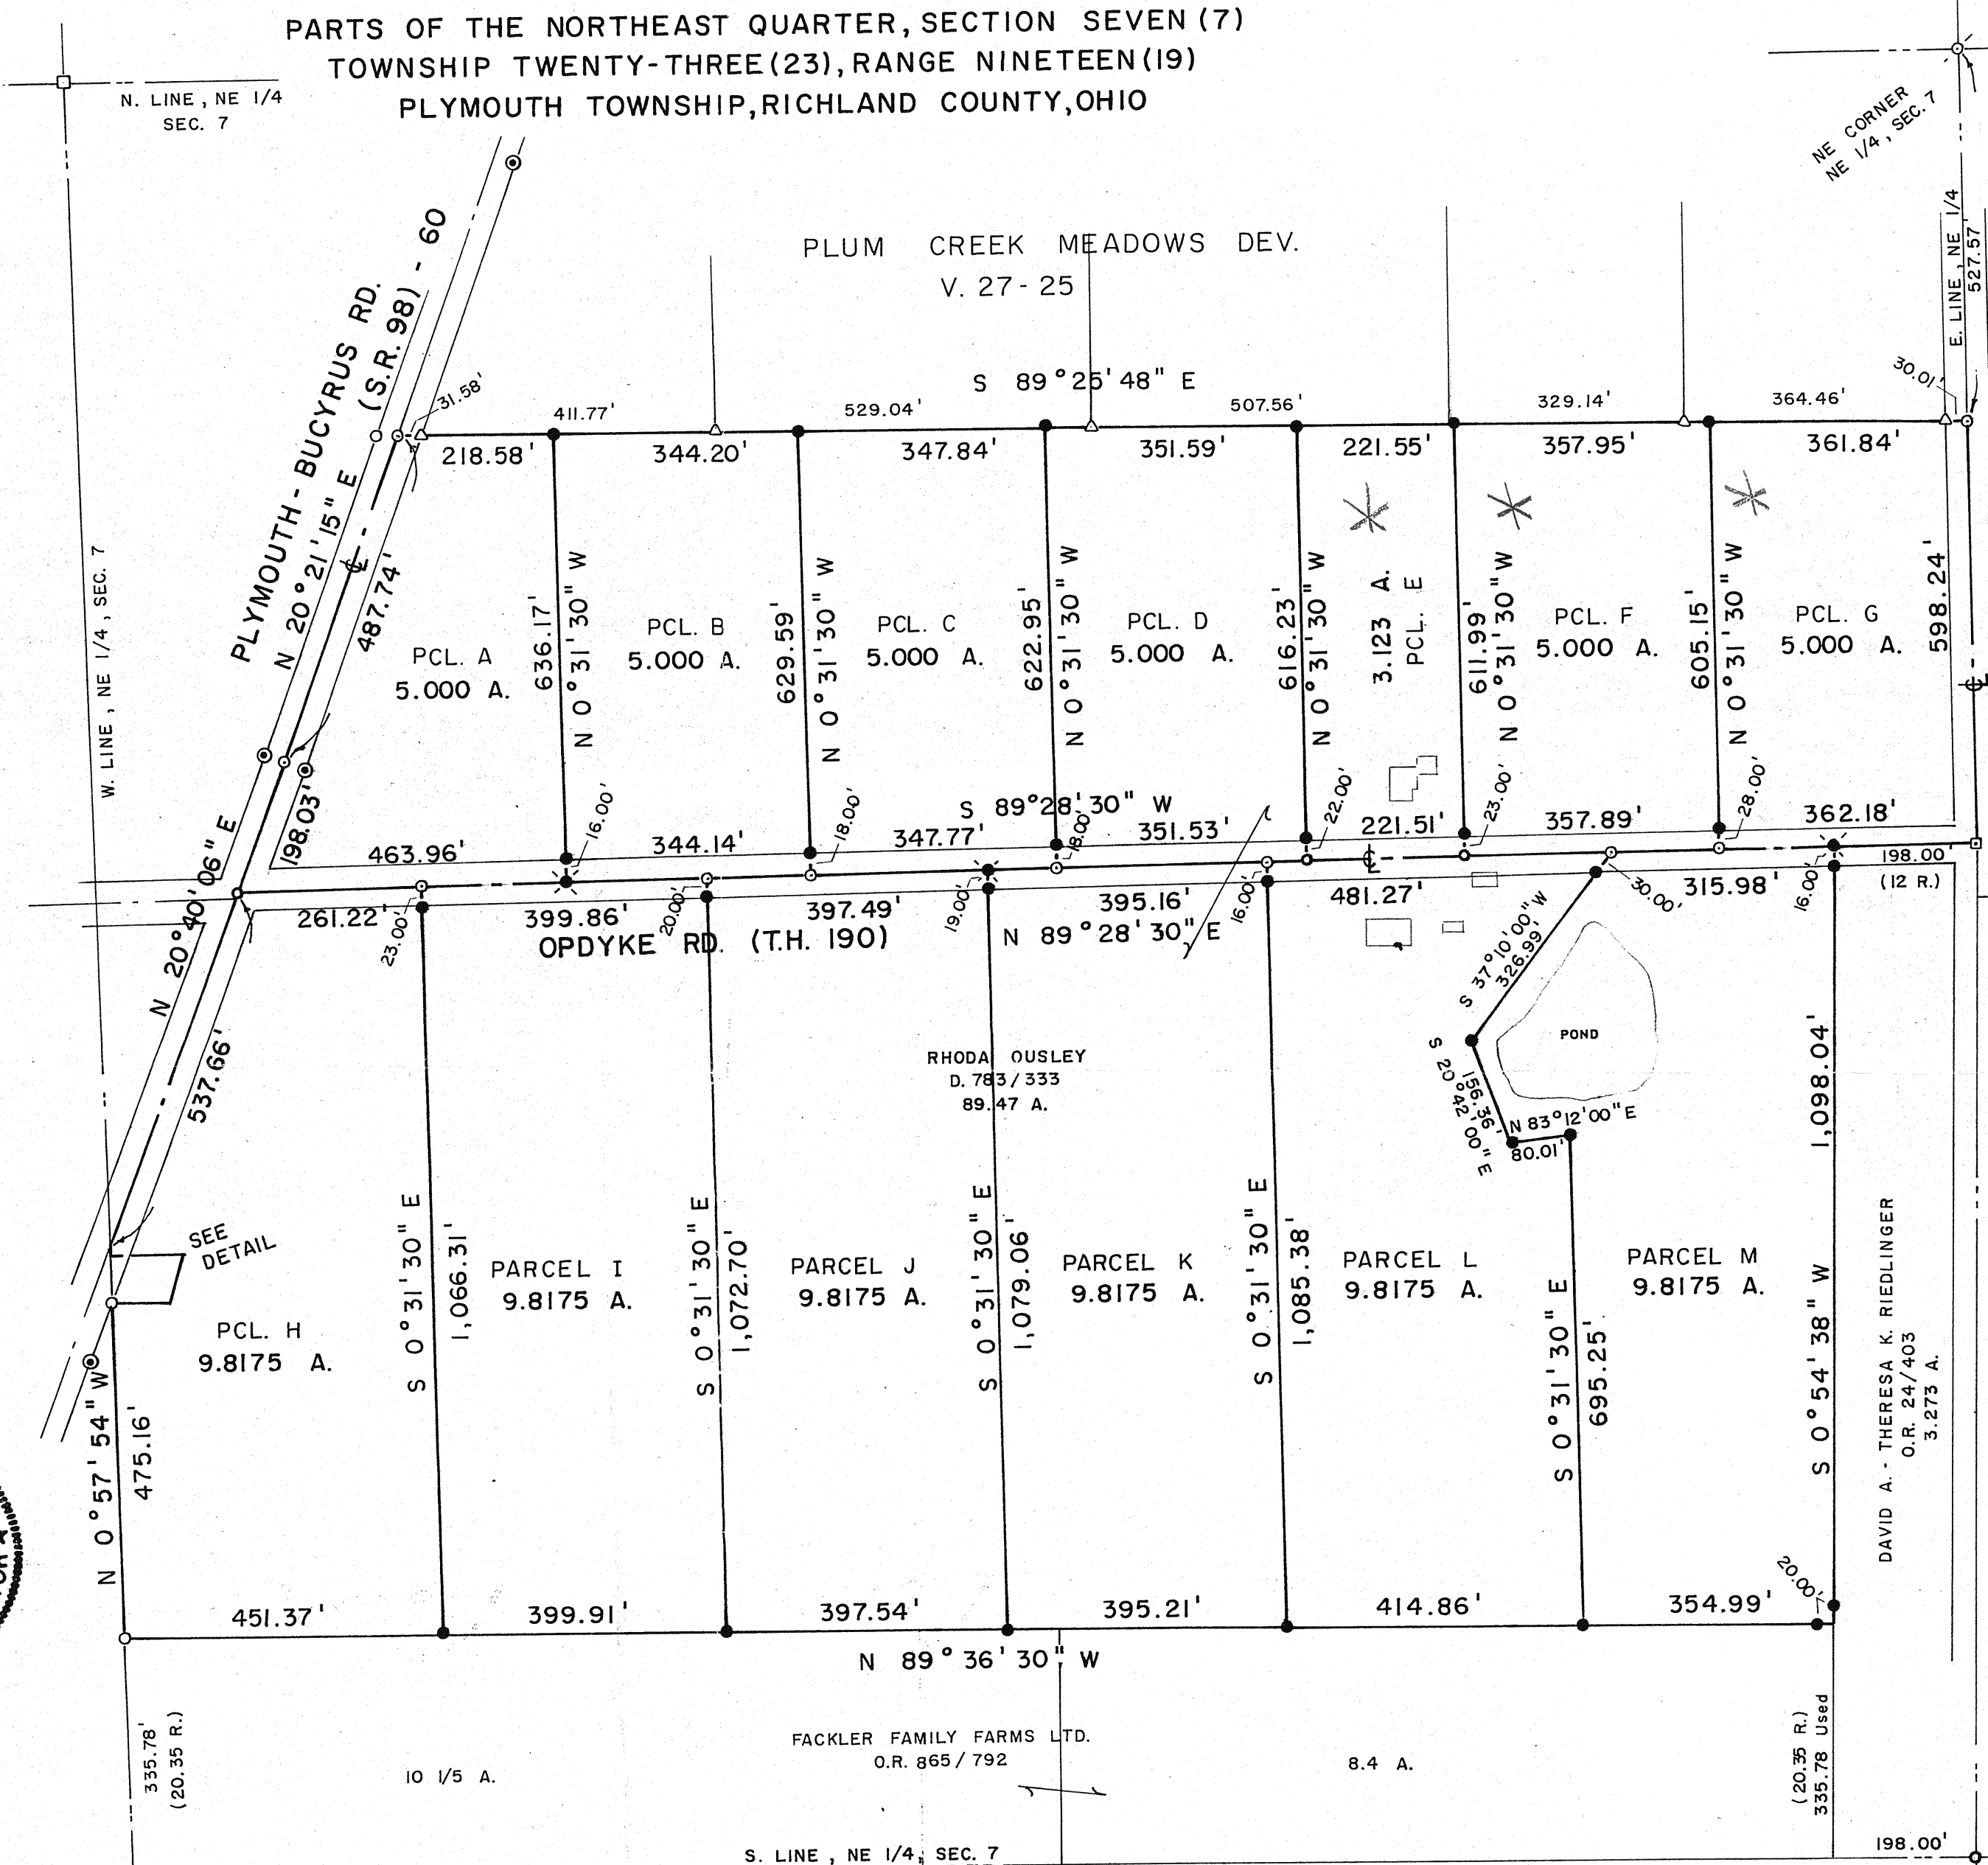 PARTS OF THE NORTHEAST QUARTER, SECTION SEVEN (7)
TOWNSHIP TWENTY-THREE (23), RANGE NINETEEN (19)
PLYMOUTH TOWNSHIP, RICHLAND COUNTY, OHIO
N. LINE, NE 1/4
SEC. 7
NE CORNER
NE 1/4, SEC. 7
E. LINE, NE 1/4
527.57'
PLUM CREEK MEADOWS DEV.
V. 27-25
PLYMOUTH - BUCYRUS RD.
(S.R. 98) - 60
N 20°21'15" E
487.74'
W. LINE, NE 1/4, SEC. 7
S 89°25'48" E
31.58'
411.77'
529.04'
507.56'
329.14'
364.46'
30.01'
218.58'
344.20'
347.84'
351.59'
221.55'
357.95'
361.84'
PCL. A
5.000 A.
636.17'
N 0°31'30" W
PCL. B
5.000 A.
629.59'
N 0°31'30" W
PCL. C
5.000 A.
622.95'
N 0°31'30" W
PCL. D
5.000 A.
616.23'
N 0°31'30" W
3.123 A.
PCL. E
611.99'
N 0°31'30" W
PCL. F
5.000 A.
605.15'
N 0°31'30" W
PCL. G
5.000 A.
598.24'
198.03'
16.00'
18.00'
18.00'
22.00'
23.00'
28.00'
S 89°28'30" W
463.96'
344.14'
347.77'
351.53'
221.51'
357.89'
362.18'
198.00'
(12 R.)
N 20°40'06" E
537.66'
261.22'
23.00'
399.86'
20.00'
397.49'
19.00'
395.16'
16.00'
481.27'
30.00'
315.98'
16.00'
OPDYKE RD. (T.H. 190)
N 89°28'30" E
S 37°10'00" W
326.99'
POND
S 20°42'00" E
156.36'
N 83°12'00" E
80.01'
RHODA OUSLEY
D. 783/333
89.47 A.
1,098.04'
S 0°54'38" W
SEE
DETAIL
PCL. H
9.8175 A.
S 0°31'30" E
1,066.31'
PARCEL I
9.8175 A.
S 0°31'30" E
1,072.70'
PARCEL J
9.8175 A.
S 0°31'30" E
1,079.06'
PARCEL K
9.8175 A.
S 0°31'30" E
1,085.38'
PARCEL L
9.8175 A.
S 0°31'30" E
695.25'
PARCEL M
9.8175 A.
DAVID A. - THERESA K. RIEDLINGER
O.R. 24/403
3.273 A.
N 0°57'54" W
475.16'
451.37'
399.91'
397.54'
395.21'
414.86'
354.99'
20.00'
N 89°36'30" W
335.78'
(20.35 R.)
10 1/5 A.
FACKLER FAMILY FARMS LTD.
O.R. 865/792
8.4 A.
(20.35 R.)
335.78 Used
198.00'
S. LINE, NE 1/4, SEC. 7